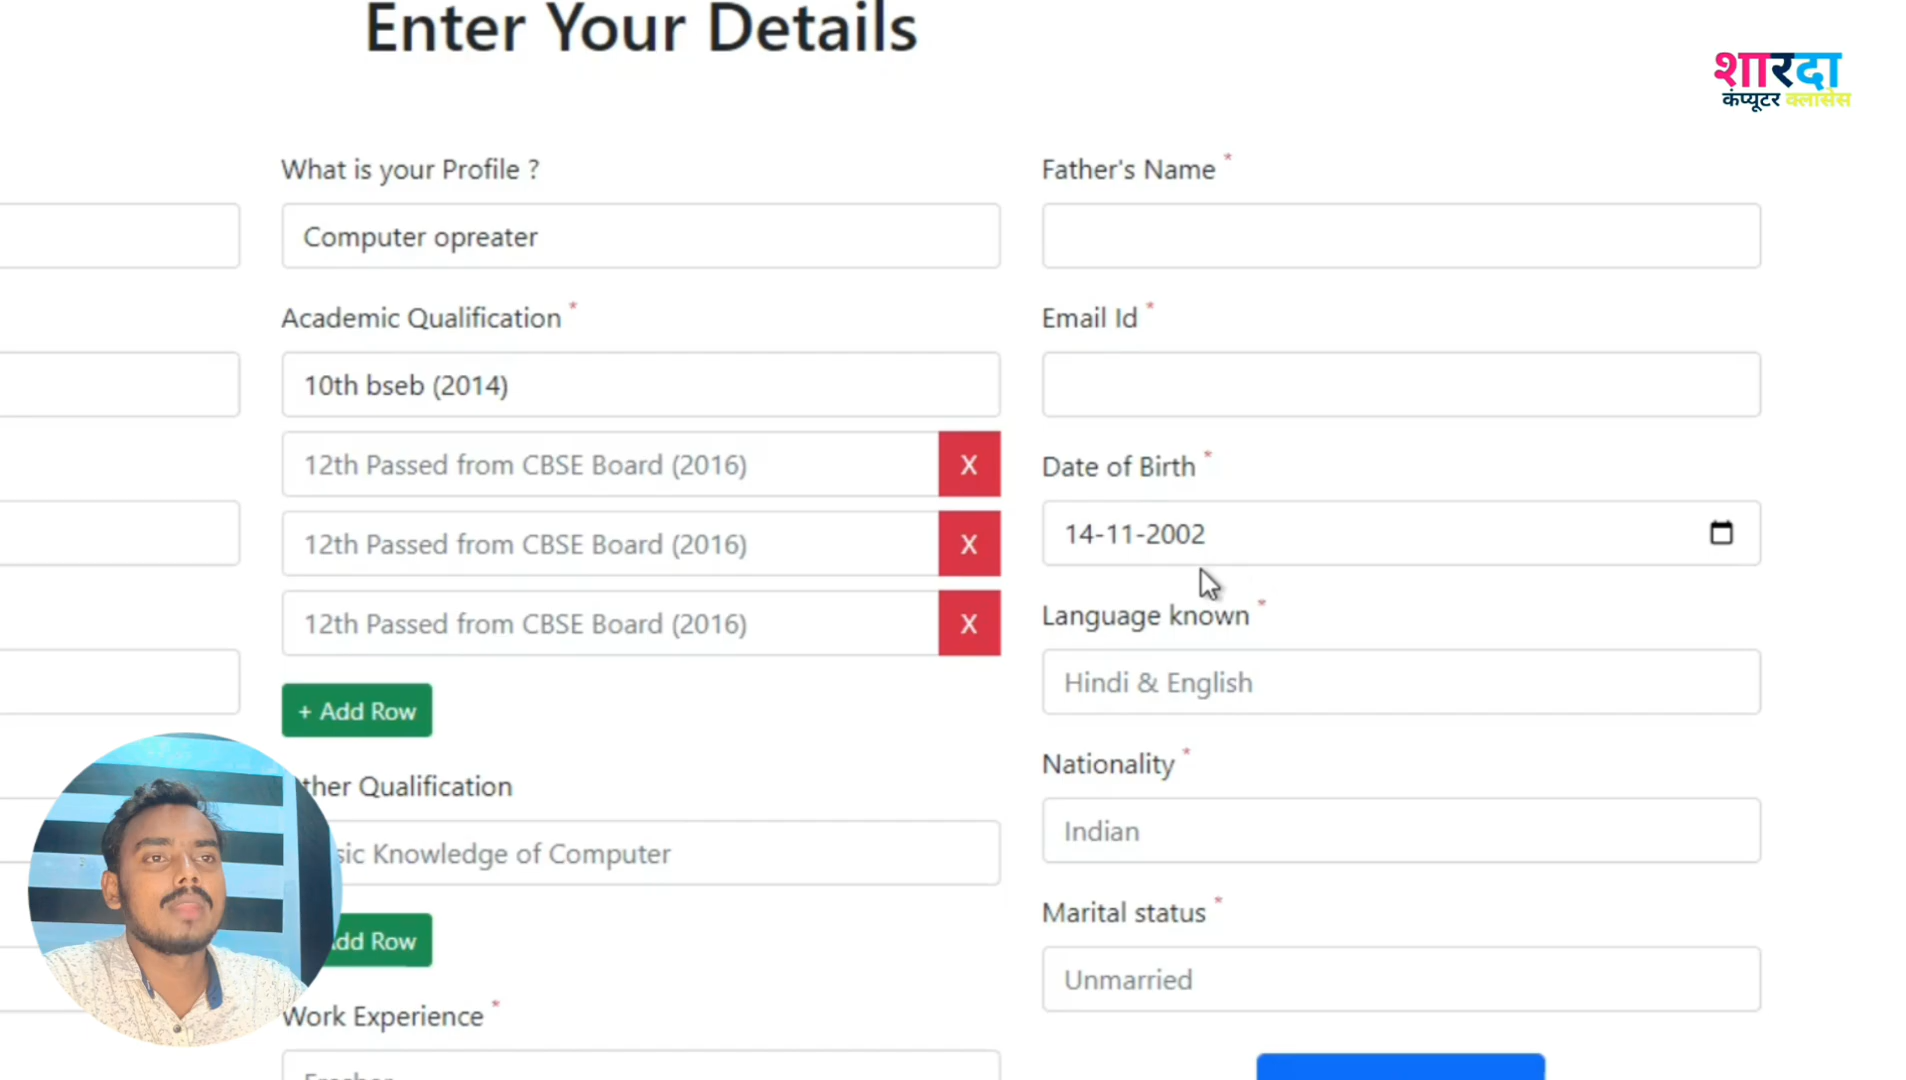 Enter Your Details
शारदा
कंप्यूटर क्लासेस
What is your Profile ?
Computer opreater
Academic Qualification *
10th bseb (2014)
12th Passed from CBSE Board (2016) X
12th Passed from CBSE Board (2016) X
12th Passed from CBSE Board (2016) X
+ Add Row
ther Qualification
sic Knowledge of Computer
dd Row
Work Experience *
Father's Name *
Email Id *
Date of Birth *
14-11-2002
Language known *
Hindi & English
Nationality *
Indian
Marital status *
Unmarried